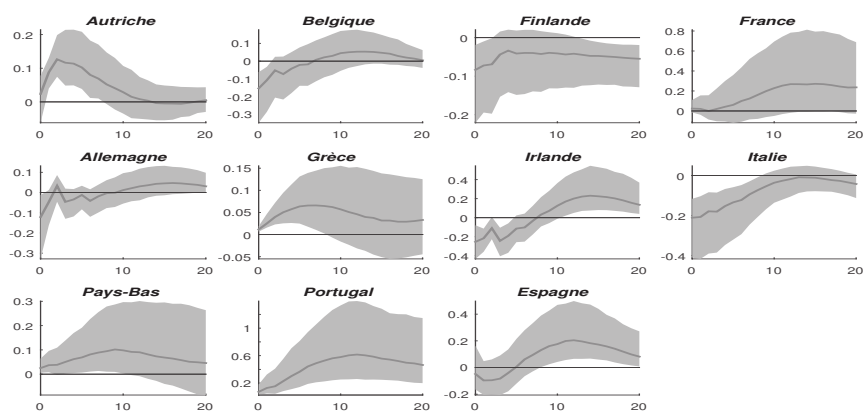 Autriche
Belgique
Finlande
France
0.2
0.1
0
0 10 20
0.1
0
-0.1
-0.3
0 10 20
0
-0.1
-0.2
0 10 20
0.8
0.6
0.4
0.2
0
0 10 20
Allemagne
Grèce
Irlande
Italie
0.1
0
-0.1
-0.2
-0.3
0 10 20
0.15
0.1
0.05
0
-0.05
0 10 20
0.4
0.2
0
-0.2
-0.4
0 10 20
0
-0.2
-0.4
0 10 20
Pays-Bas
Portugal
Espagne
0.3
0.2
0.1
0
0 10 20
1
0.6
0.2
0 10 20
0.4
0.2
0
-0.2
0 10 20